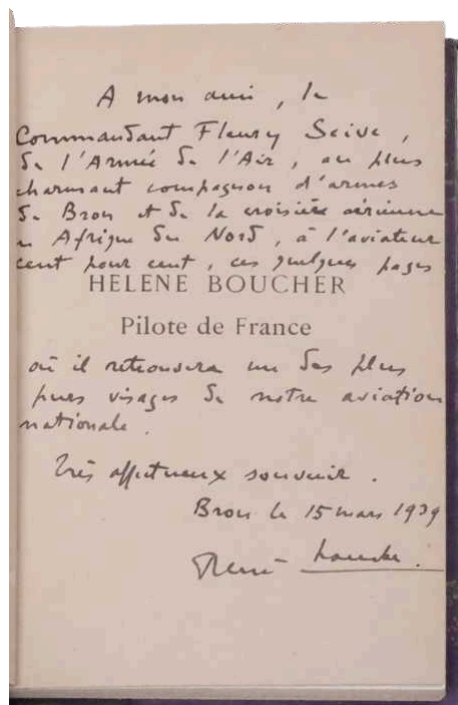 A mon ami, le
Commandant Fleury Seive,
de l'Armée de l'Air, au plus
charmant compagnon d'armes
de Bron et de la croisière aérienne
en Afrique du Nord, à l'aviateur
cent pour cent, ces quelques pages
HELENE BOUCHER
Pilote de France
où il retrouvera un des plus
purs visages de notre aviation
nationale.
Très affectueux souvenir.
Bron le 15 mars 1939
René